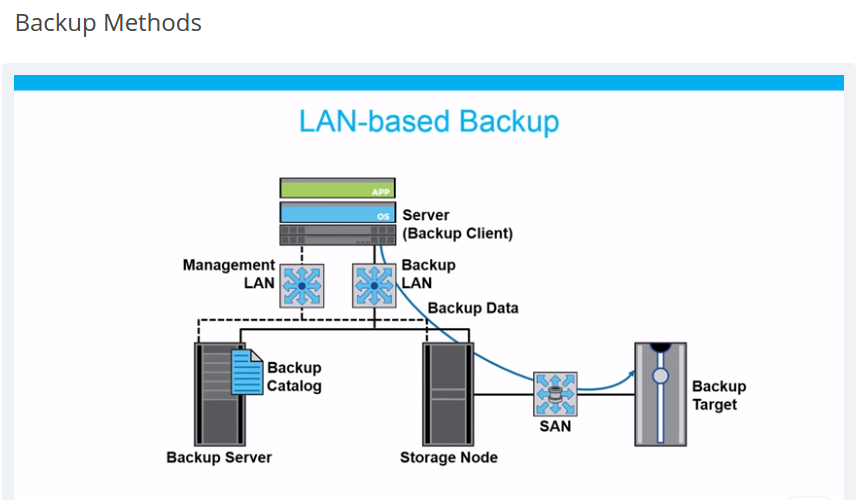 Backup Methods
LAN-based Backup
APP
OS
Server
(Backup Client)
Management
LAN
Backup
LAN
Backup Data
Backup
Catalog
Backup
Target
SAN
Backup Server
Storage Node